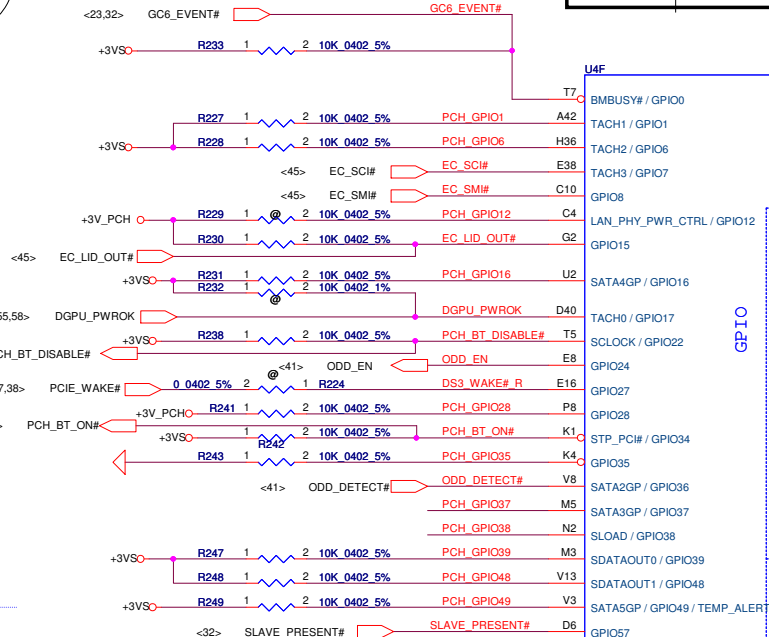 <23,32> GC6_EVENT# GC6_EVENT#
+3VS R233 1 2 10K_0402_5%
U4F
T7 BMBUSY# / GPIO0
R227 1 2 10K_0402_5% PCH_GPIO1 A42 TACH1 / GPIO1
+3VS R228 1 2 10K_0402_5% PCH_GPIO6 H36 TACH2 / GPIO6
<45> EC_SCI# EC_SCI# E38 TACH3 / GPIO7
<45> EC_SMI# EC_SMI# C10 GPIO8
+3V_PCH R229 1 @ 2 10K_0402_5% PCH_GPIO12 C4 LAN_PHY_PWR_CTRL / GPIO12
R230 1 2 10K_0402_5% EC_LID_OUT# G2 GPIO15
<45> EC_LID_OUT#
+3VS R231 1 2 10K_0402_5% PCH_GPIO16 U2 SATA4GP / GPIO16
R232 1 2 10K_0402_1%
@
55,58> DGPU_PWROK DGPU_PWROK D40 TACH0 / GPIO17
+3VS R238 1 2 10K_0402_5% PCH_BT_DISABLE# T5 SCLOCK / GPIO22
CH_BT_DISABLE#
<41> ODD_EN ODD_EN E8 GPIO24
@
7,38> PCIE_WAKE# 0_0402_5% 2 1 R224 DS3_WAKE#_R E16 GPIO27
+3V_PCH R241 1 2 10K_0402_5% PCH_GPIO28 P8 GPIO28
> PCH_BT_ON#
+3VS 1 2 10K_0402_5% PCH_BT_ON# K1 STP_PCI# / GPIO34
R242
R243 1 2 10K_0402_5% PCH_GPIO35 K4 GPIO35
<41> ODD_DETECT# ODD_DETECT# V8 SATA2GP / GPIO36
PCH_GPIO37 M5 SATA3GP / GPIO37
PCH_GPIO38 N2 SLOAD / GPIO38
+3VS R247 1 2 10K_0402_5% PCH_GPIO39 M3 SDATAOUT0 / GPIO39
R248 1 2 10K_0402_5% PCH_GPIO48 V13 SDATAOUT1 / GPIO48
+3VS R249 1 2 10K_0402_5% PCH_GPIO49 V3 SATA5GP / GPIO49 / TEMP_ALERT
<32> SLAVE_PRESENT# SLAVE_PRESENT# D6 GPIO57
GPIO